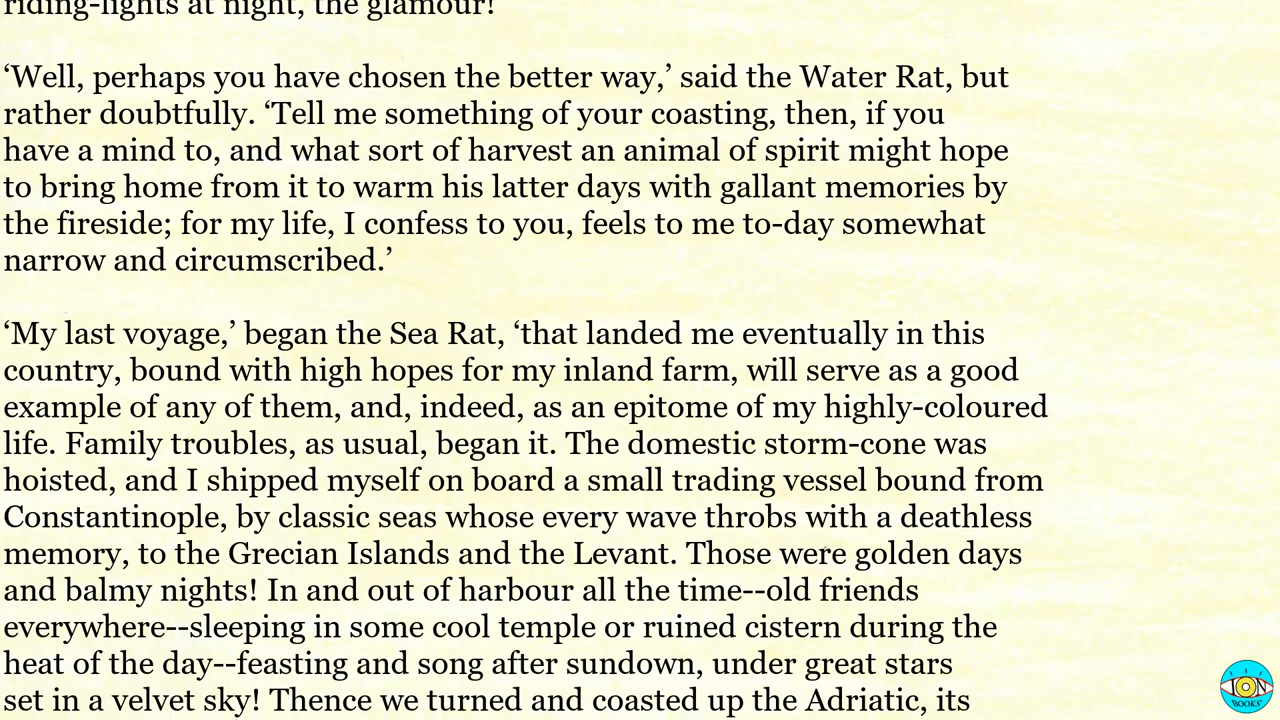 riding-lights at night, the glamour!
‘Well, perhaps you have chosen the better way,’ said the Water Rat, but
rather doubtfully. ‘Tell me something of your coasting, then, if you
have a mind to, and what sort of harvest an animal of spirit might hope
to bring home from it to warm his latter days with gallant memories by
the fireside; for my life, I confess to you, feels to me to-day somewhat
narrow and circumscribed.’
‘My last voyage,’ began the Sea Rat, ‘that landed me eventually in this
country, bound with high hopes for my inland farm, will serve as a good
example of any of them, and, indeed, as an epitome of my highly-coloured
life. Family troubles, as usual, began it. The domestic storm-cone was
hoisted, and I shipped myself on board a small trading vessel bound from
Constantinople, by classic seas whose every wave throbs with a deathless
memory, to the Grecian Islands and the Levant. Those were golden days
and balmy nights! In and out of harbour all the time--old friends
everywhere--sleeping in some cool temple or ruined cistern during the
heat of the day--feasting and song after sundown, under great stars
set in a velvet sky! Thence we turned and coasted up the Adriatic, its
ION
BOOKS